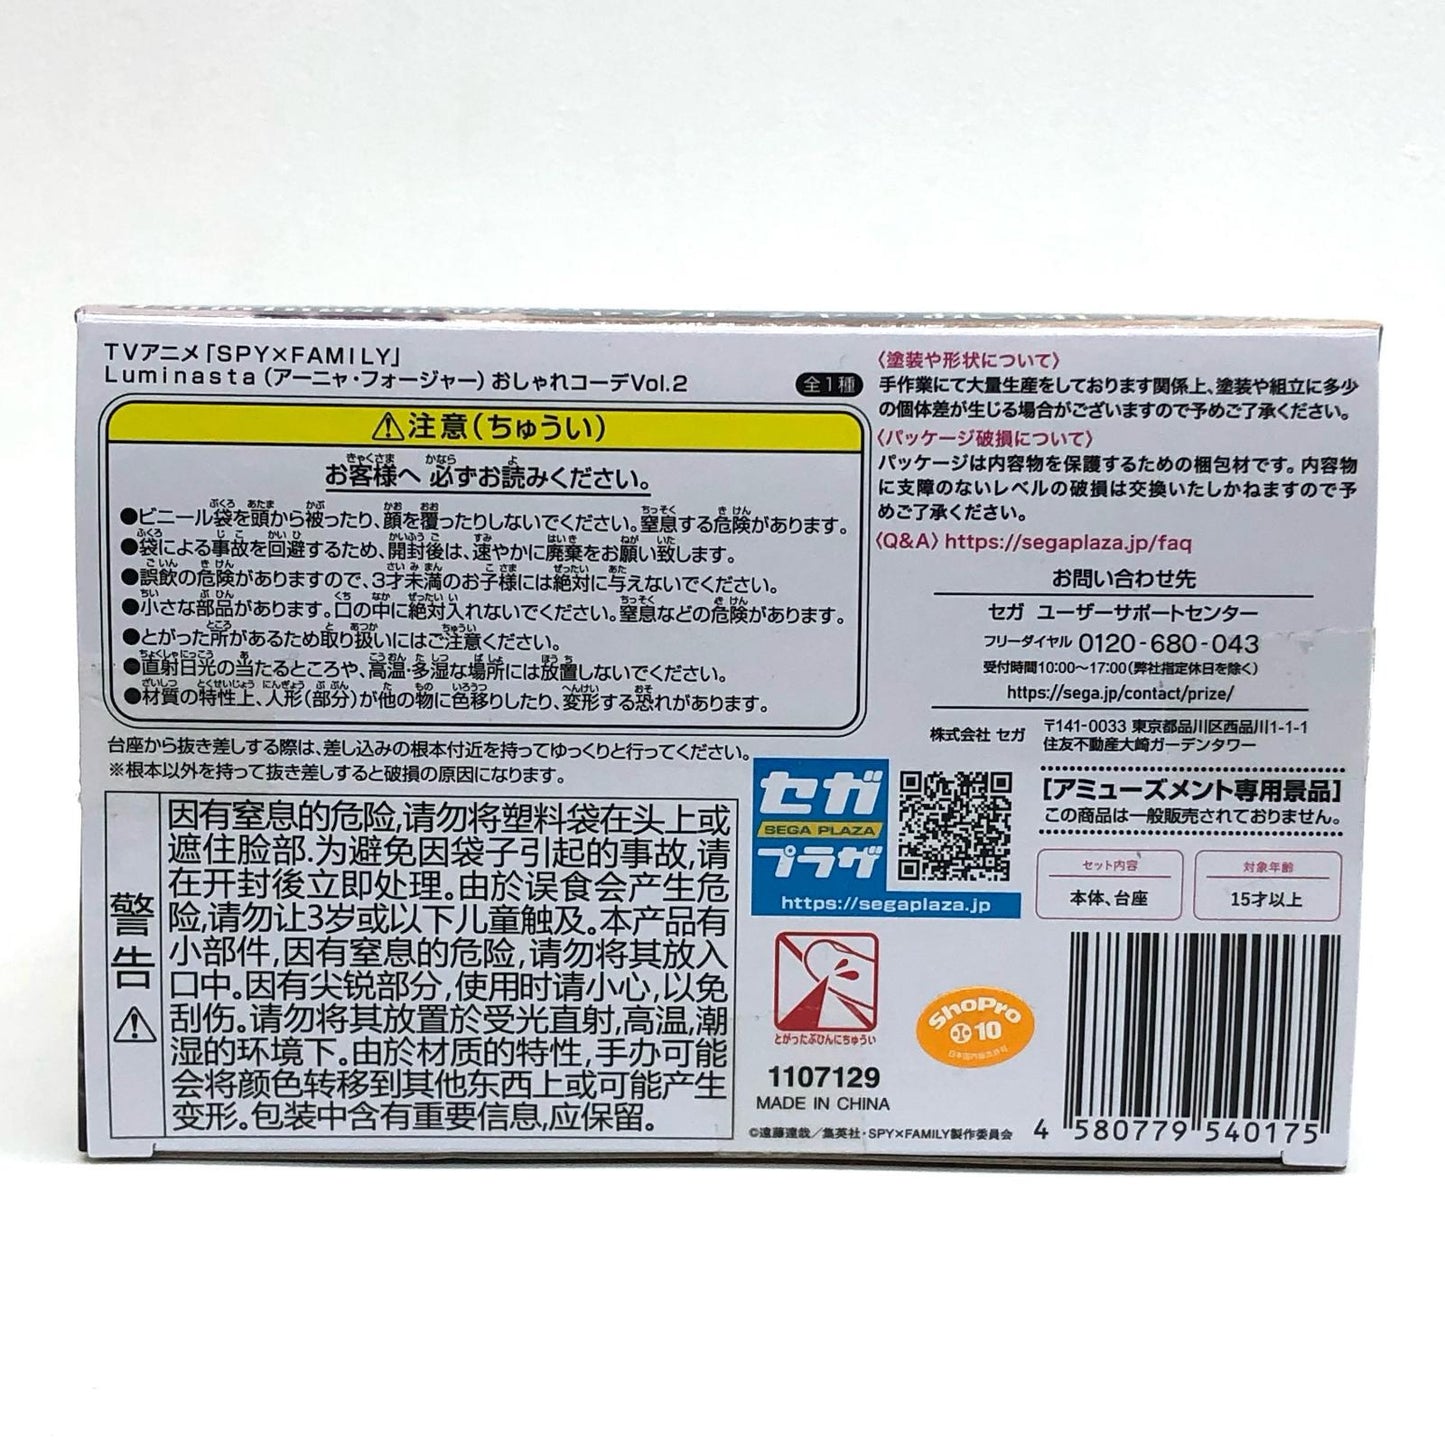 TVアニメ「SPY×FAMILY」
Luminasta(アーニャ・フォージャー)おしゃれコーデVol.2
全1種
⚠注意(ちゅうい)
お客様へ 必ずお読みください。
●ビニール袋を頭から被ったり、顔を覆ったりしないでください。窒息する危険があります。
●袋による事故を回避するため、開封後は、速やかに廃棄をお願い致します。
●誤飲の危険がありますので、3才未満のお子様には絶対に与えないでください。
●小さな部品があります。口の中に絶対入れないでください。窒息などの危険があります。
●とがった所があるため取り扱いにはご注意ください。
●直射日光の当たるところや、高温・多湿な場所には放置しないでください。
●材質の特性上、人形(部分)が他の物に色移りしたり、変形する恐れがあります。
台座から抜き差しする際は、差し込みの根本付近を持ってゆっくりと行ってください。
※根本以外を持って抜き差しすると破損の原因になります。
警告
因有窒息的危险,请勿将塑料袋在头上或
遮住脸部.为避免因袋子引起的事故,请
在开封後立即处理。由於误食会产生危
险,请勿让3岁或以下儿童触及。本产品有
小部件,因有窒息的危险,请勿将其放入
口中。因有尖锐部分,使用时请小心,以免
刮伤。请勿将其放置於受光直射,高温,潮
湿的环境下。由於材质的特性,手办可能
会将颜色转移到其他东西上或可能产生
变形。包装中含有重要信息,应保留。
〈塗装や形状について〉
手作業にて大量生産をしております関係上、塗装や組立に多少
の個体差が生じる場合がございますので予めご了承ください。
〈パッケージ破損について〉
パッケージは内容物を保護するための梱包材です。内容物
に支障のないレベルの破損は交換いたしかねますので予
めご了承ください。
〈Q&A〉https://segaplaza.jp/faq
お問い合わせ先
セガ ユーザーサポートセンター
フリーダイヤル 0120-680-043
受付時間10:00〜17:00(弊社指定休日を除く)
https://sega.jp/contact/prize/
株式会社 セガ
〒141-0033 東京都品川区西品川1-1-1
住友不動産大崎ガーデンタワー
セガ
SEGA PLAZA
プラザ
https://segaplaza.jp
[アミューズメント専用景品]
この商品は一般販売されておりません。
セット内容
本体、台座
対象年齢
15才以上
とがったぶひんにちゅうい
1107129
MADE IN CHINA
ShoPro
10
©遠藤達哉/集英社・SPY×FAMILY製作委員会
4 580779 540175